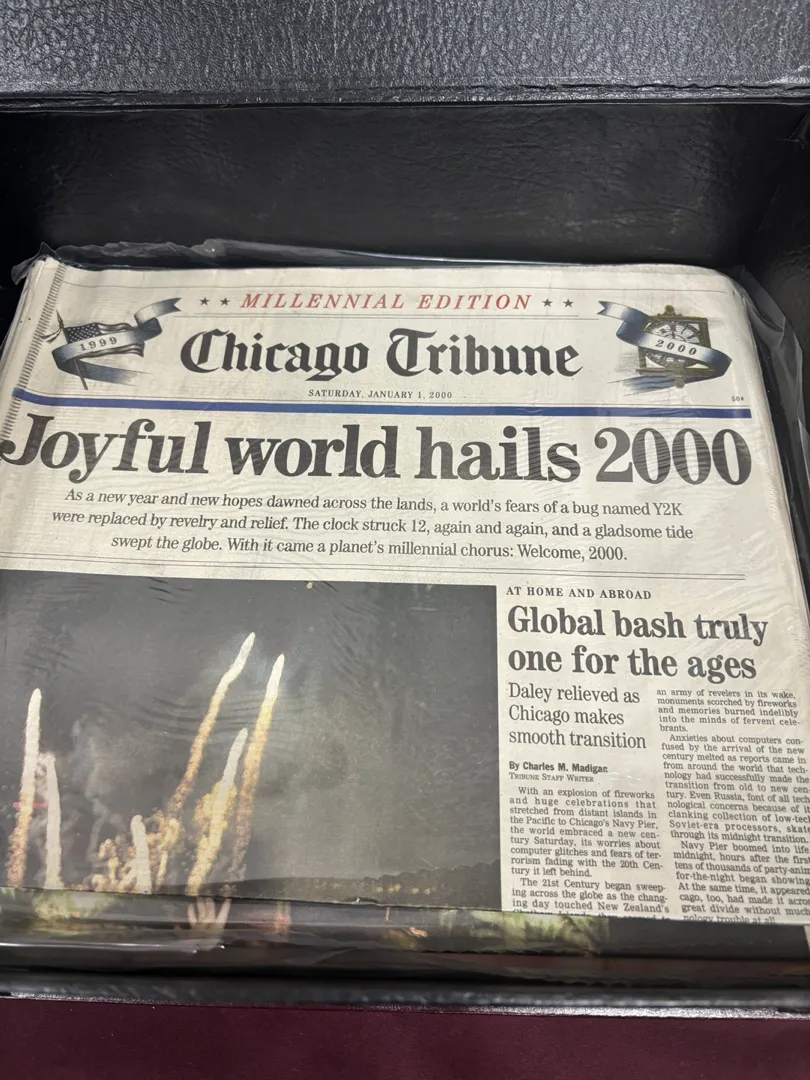 ★ ★ MILLENNIAL EDITION ★ ★
1999
2000
Chicago Tribune
SATURDAY, JANUARY 1, 2000
50¢
Joyful world hails 2000
As a new year and new hopes dawned across the lands, a world's fears of a bug named Y2K
were replaced by revelry and relief. The clock struck 12, again and again, and a gladsome tide
swept the globe. With it came a planet's millennial chorus: Welcome, 2000.
AT HOME AND ABROAD
Global bash truly
one for the ages
Daley relieved as
Chicago makes
smooth transition
By Charles M. Madigan
TRIBUNE STAFF WRITER
With an explosion of fireworks
and huge celebrations that
stretched from distant islands in
the Pacific to Chicago's Navy Pier,
the world embraced a new cen-
tury Saturday, its worries about
computer glitches and fears of ter-
rorism fading with the 20th Cen-
tury it left behind.
The 21st Century began sweep-
ing across the globe as the chang-
ing day touched New Zealand's
an army of revelers in its wake,
monuments scorched by fireworks
and memories burned indelibly
into the minds of fervent cele-
brants.
Anxieties about computers con-
fused by the arrival of the new
century melted as reports came in
from around the world that tech-
nology had successfully made the
transition from old to new cen-
tury. Even Russia, font of all tech-
nological concerns because of it
clanking collection of low-tech
Soviet-era processors, skat
through its midnight transition.
Navy Pier boomed into life
midnight, hours after the first
tens of thousands of party-anim
for-the-night began showing
At the same time, it appeared
cago, too, had made it acro
great divide without much
nology trouble at all.